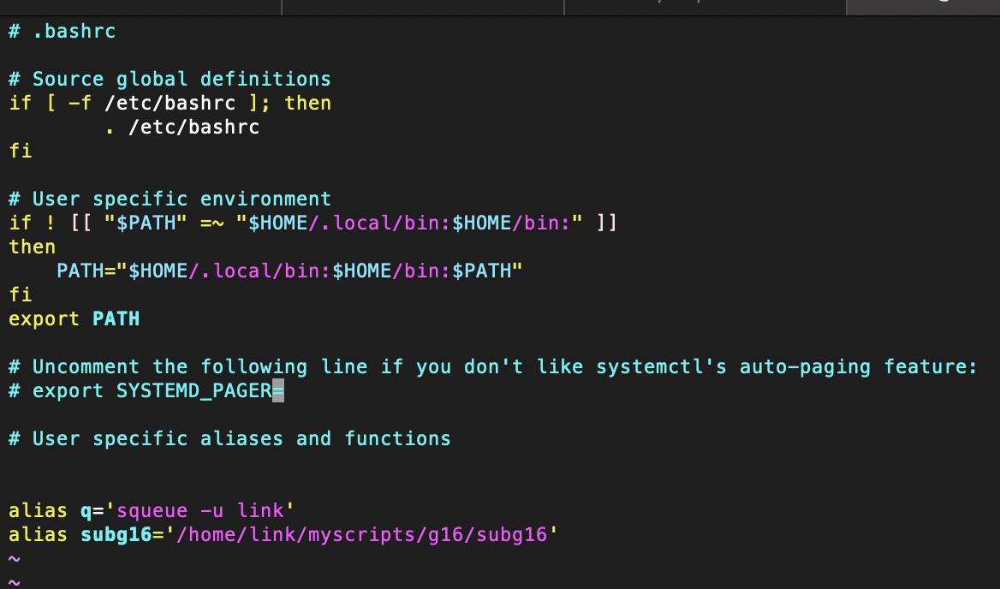 # .bashrc

# Source global definitions
if [ -f /etc/bashrc ]; then
        . /etc/bashrc
fi

# User specific environment
if ! [[ "$PATH" =~ "$HOME/.local/bin:$HOME/bin:" ]]
then
    PATH="$HOME/.local/bin:$HOME/bin:$PATH"
fi
export PATH

# Uncomment the following line if you don't like systemctl's auto-paging feature:
# export SYSTEMD_PAGER=

# User specific aliases and functions


alias q='squeue -u link'
alias subg16='/home/link/myscripts/g16/subg16'
~
~